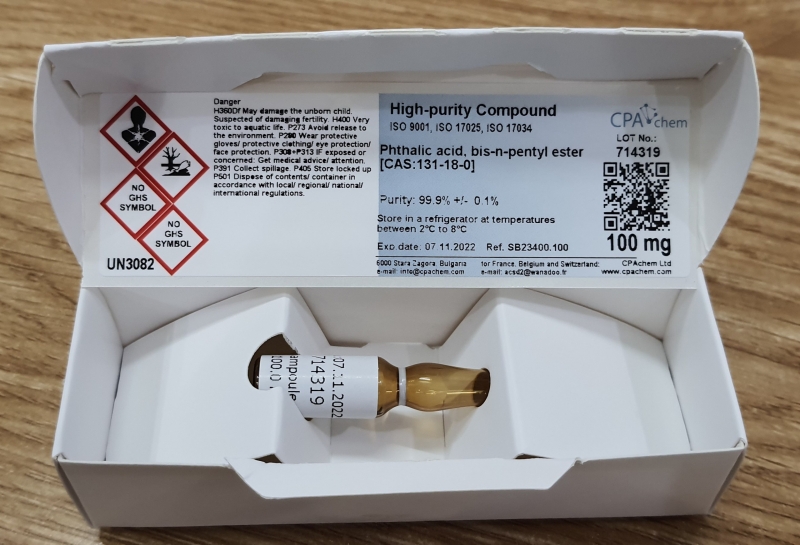 Danger
H360Df May damage the unborn child.
Suspected of damaging fertility. H400 Very
toxic to aquatic life. P273 Avoid release to
the environment. P280 Wear protective
gloves/ protective clothing/ eye protection/
face protection. P308+P313 IF exposed or
concerned: Get medical advice/ attention.
P391 Collect spillage. P405 Store locked up
P501 Dispose of contents/ container in
accordance with local/ regional/ national/
international regulations.
NO
GHS
SYMBOL
NO
GHS
SYMBOL
UN3082
High-purity Compound
ISO 9001, ISO 17025, ISO 17034
Phthalic acid, bis-n-pentyl ester
[CAS:131-18-0]
Purity: 99.9% +/- 0.1%
Store in a refrigerator at temperatures
between 2°C to 8°C
Exp date: 07.11.2022 Ref. SB23400.100
6000 Stara Zagora, Bulgaria
e-mail: info@cpachem.com
for France, Belgium and Switzerland:
e-mail: acsd2@wanadoo.fr
CPAchem Ltd
www.cpachem.com
CPAchem
LOT No.:
714319
100 mg
07.11.2022
714319
ampoule